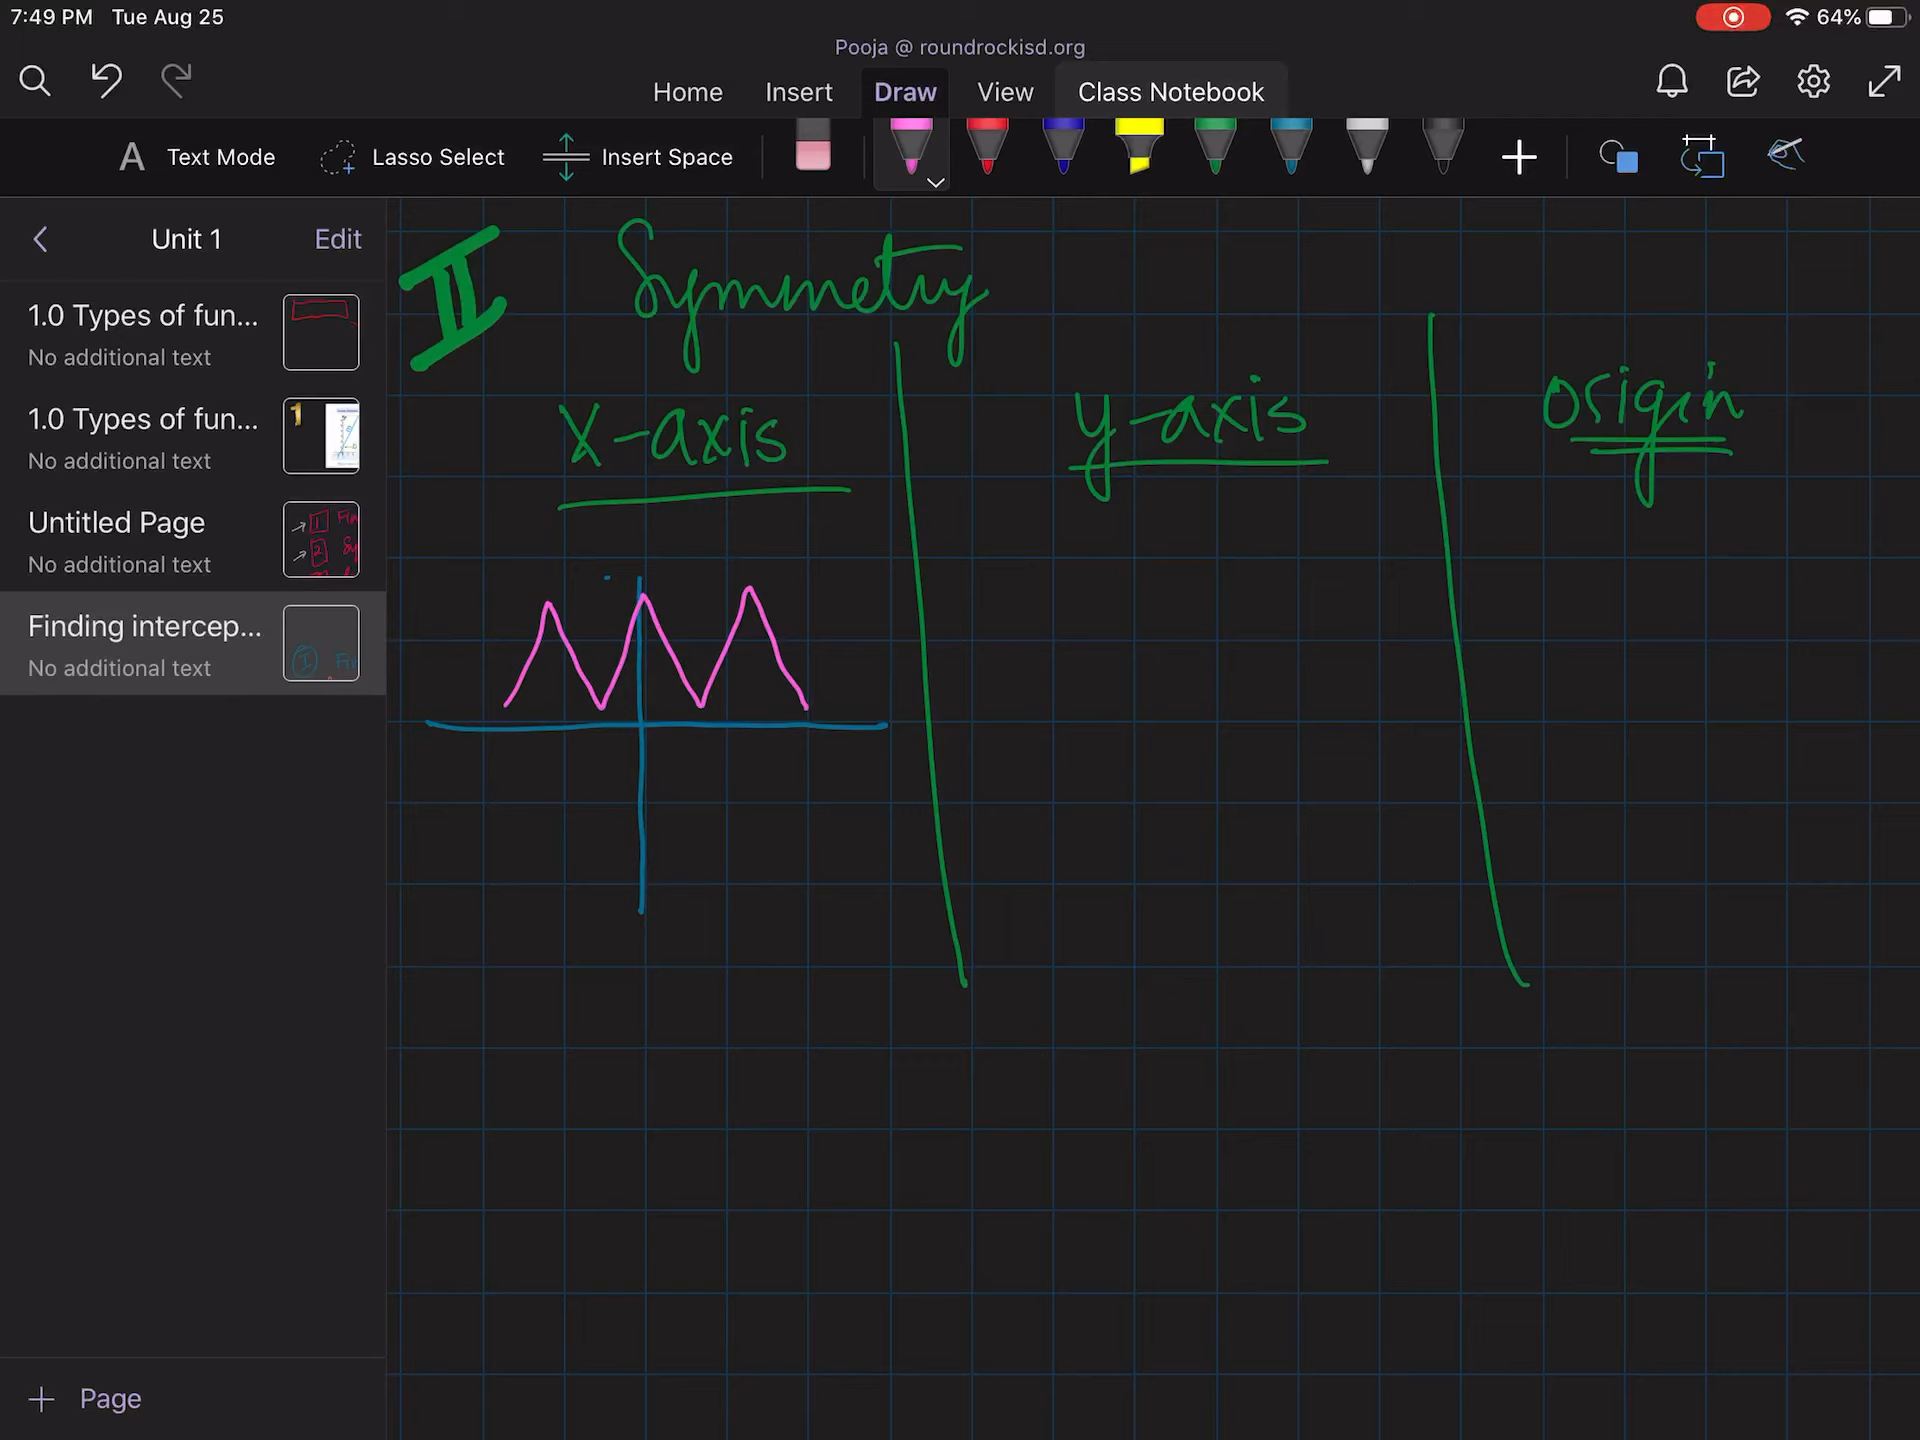 7:49 PM Tue Aug 25
64%
Pooja @ roundrockisd.org
Home Insert Draw View Class Notebook
A Text Mode Lasso Select Insert Space
Unit 1 Edit
1.0 Types of fun...
No additional text
1.0 Types of fun...
No additional text
Untitled Page
No additional text
Finding intercep...
No additional text
Page
II Symmetry
x-axis
y-axis
origin